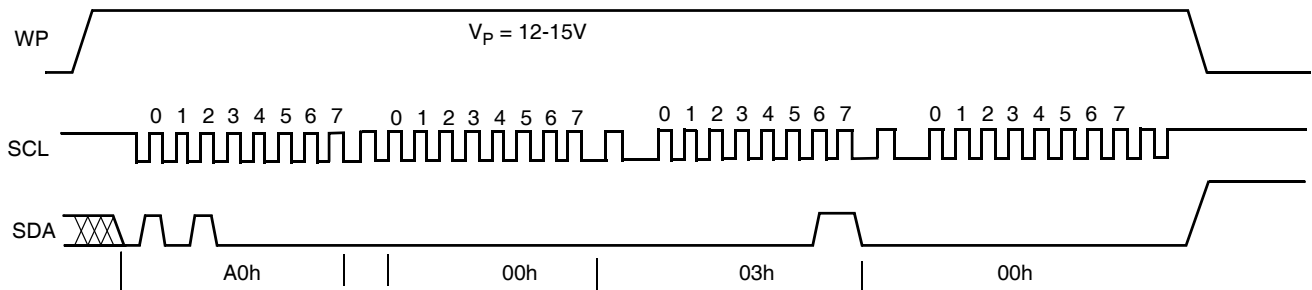 WP
V_P = 12-15V
0 1 2 3 4 5 6 7 0 1 2 3 4 5 6 7 0 1 2 3 4 5 6 7 0 1 2 3 4 5 6 7
SCL
SDA
A0h 00h 03h 00h